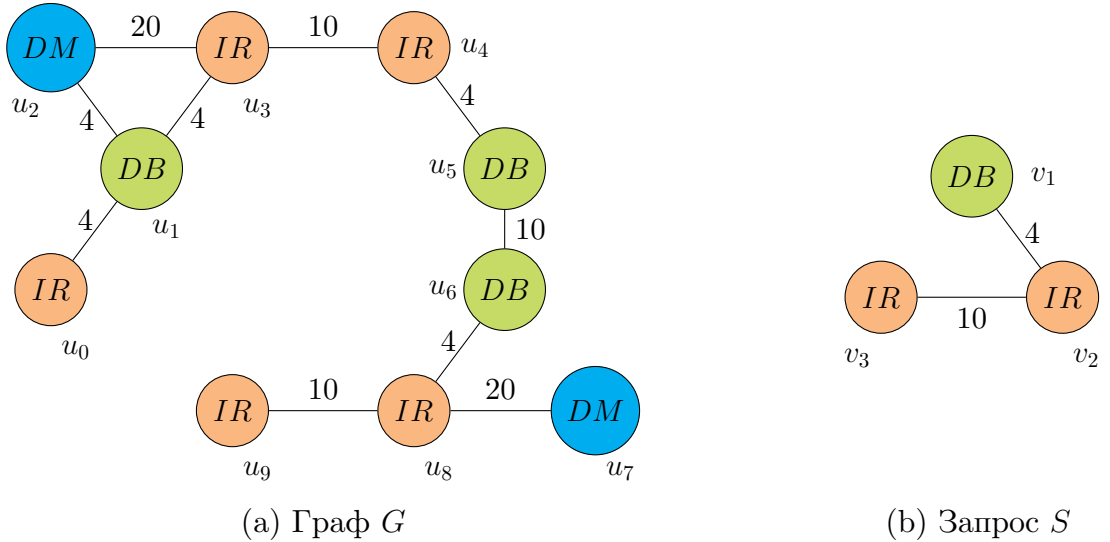 20
10
DM
IR
IR
u₄
u₂
4
4
u₃
4
DB
u₅
DB
4
u₁
10
DB
v₁
IR
u₆
DB
4
u₀
4
IR
10
IR
v₃
v₂
IR
10
IR
20
DM
u₉
u₈
u₇
(a) Граф G
(b) Запрос S